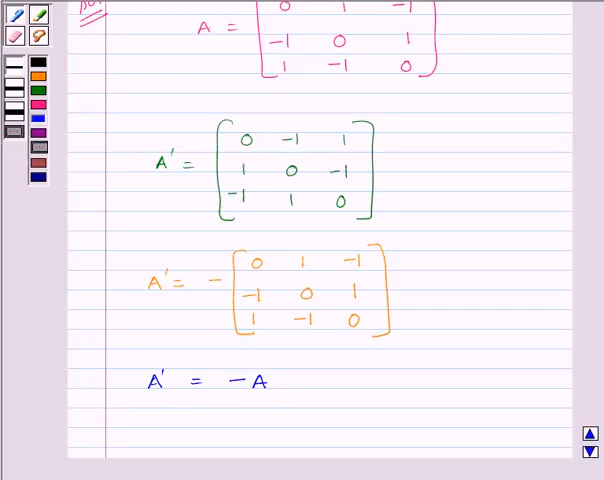 Soln
0 1 -1
A = -1 0 1
1 -1 0
0 -1 1
A' = 1 0 -1
-1 1 0
0 1 -1
A' = - -1 0 1
1 -1 0
A' = -A